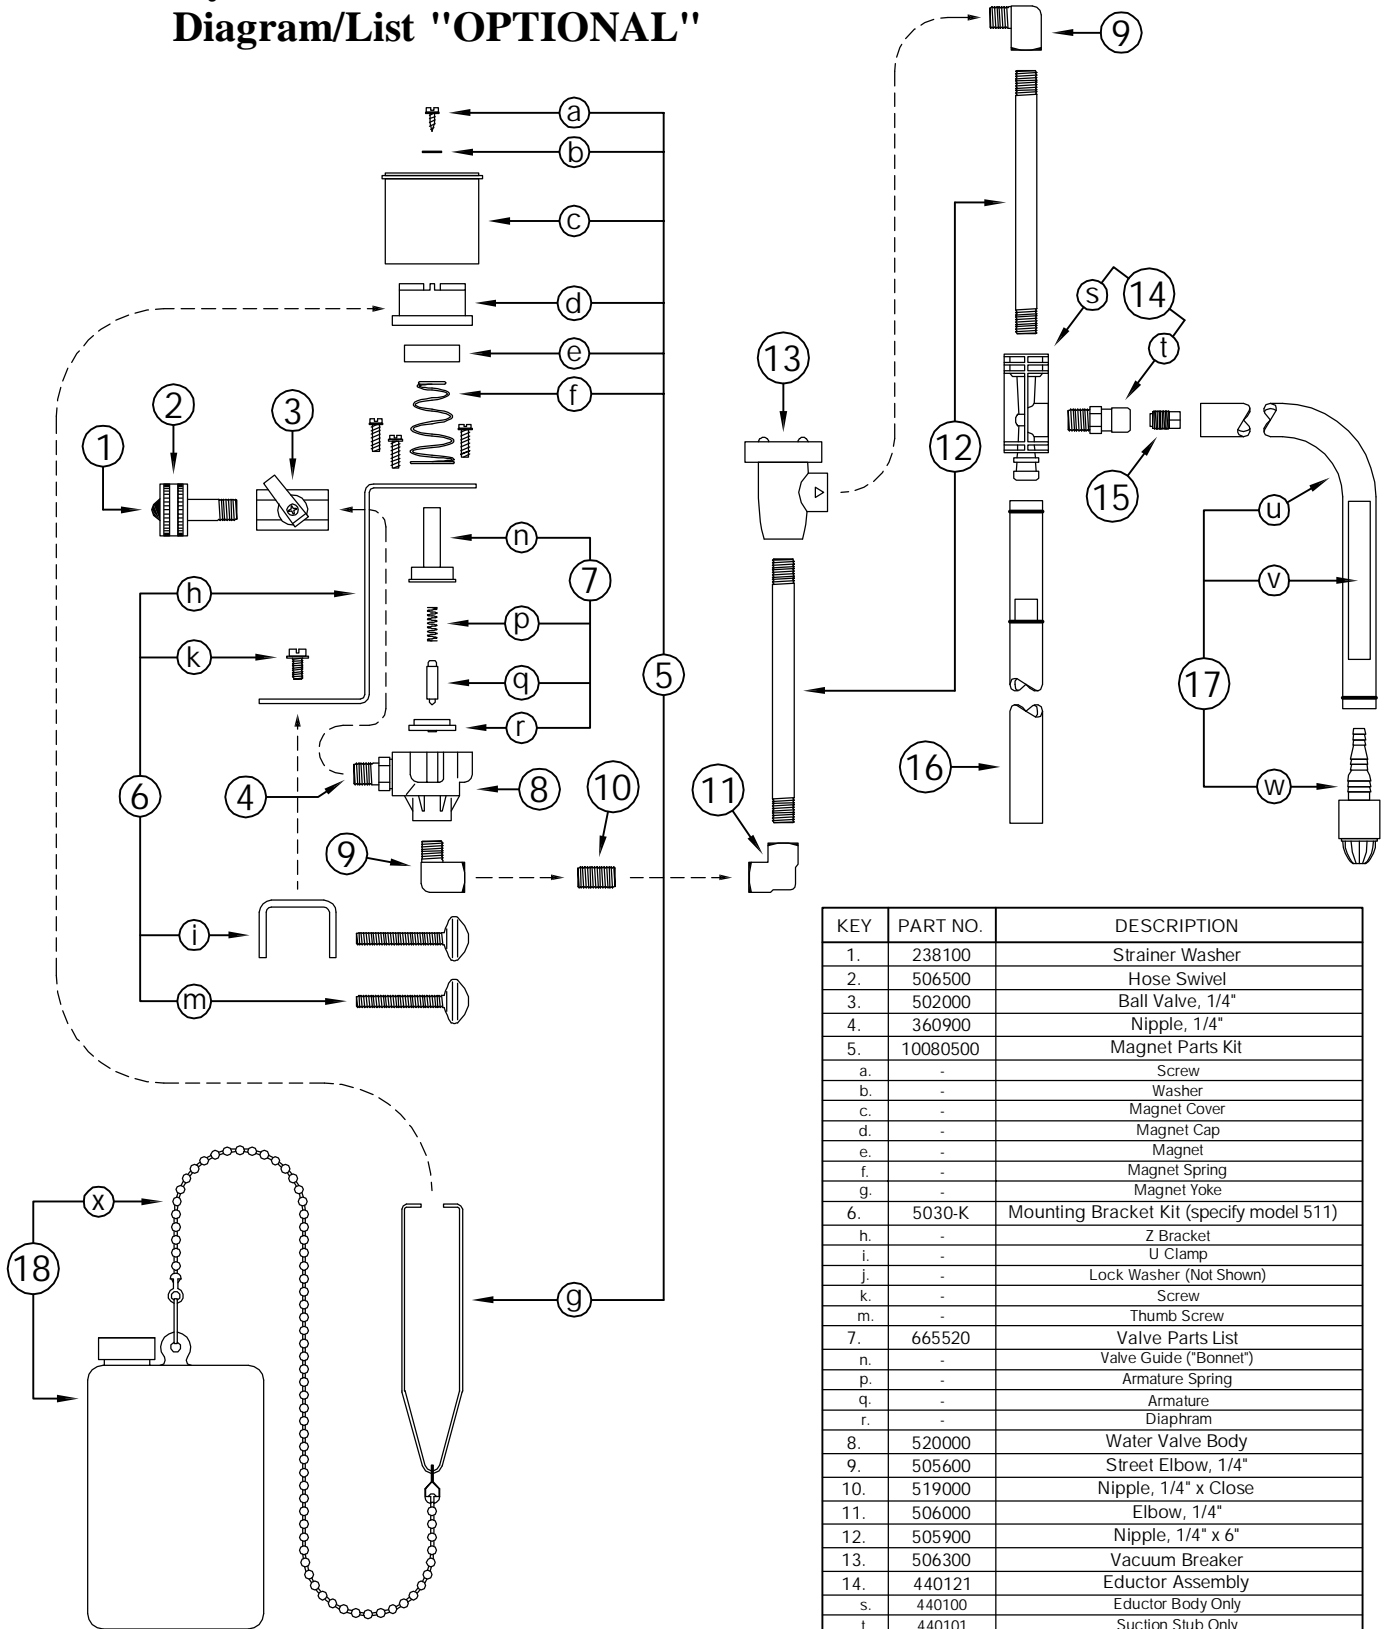 Diagram/List "OPTIONAL"
9
a
b
c
d
s
14
e
13
t
f
2
3
12
1
15
u
n
7
h
v
p
k
5
q
17
r
16
6
4
8
10
11
w
9
i
m
x
18
g
KEY PART NO. DESCRIPTION
1. 238100 Strainer Washer
2. 506500 Hose Swivel
3. 502000 Ball Valve, 1/4"
4. 360900 Nipple, 1/4"
5. 10080500 Magnet Parts Kit
a. - Screw
b. - Washer
c. - Magnet Cover
d. - Magnet Cap
e. - Magnet
f. - Magnet Spring
g. - Magnet Yoke
6. 5030-K Mounting Bracket Kit (specify model 511)
h. - Z Bracket
i. - U Clamp
j. - Lock Washer (Not Shown)
k. - Screw
m. - Thumb Screw
7. 665520 Valve Parts List
n. - Valve Guide ("Bonnet")
p. - Armature Spring
q. - Armature
r. - Diaphram
8. 520000 Water Valve Body
9. 505600 Street Elbow, 1/4"
10. 519000 Nipple, 1/4" x Close
11. 506000 Elbow, 1/4"
12. 505900 Nipple, 1/4" x 6"
13. 506300 Vacuum Breaker
14. 440121 Eductor Assembly
s. 440100 Eductor Body Only
t. 440101 Suction Stub Only